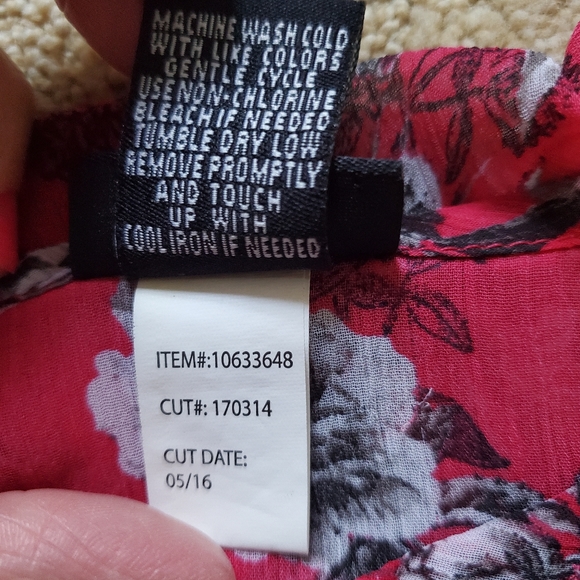 MACHINE WASH COLD
WITH LIKE COLORS
GENTLE CYCLE
USE NON-CHLORINE
BLEACH IF NEEDED
TUMBLE DRY LOW
REMOVE PROMPTLY
AND TOUCH
UP WITH
COOL IRON IF NEEDED
ITEM#:10633648
CUT#: 170314
CUT DATE:
05/16